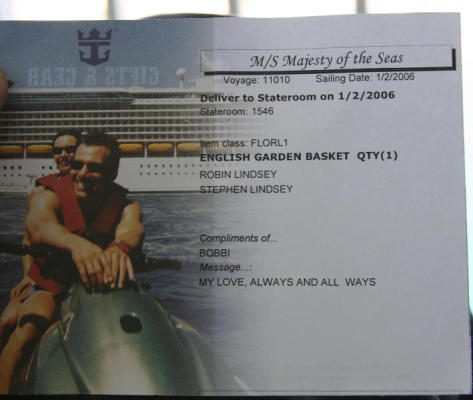 M/S Majesty of the Seas
Voyage: 11010 Sailing Date: 1/2/2006
Deliver to Stateroom on 1/2/2006
Stateroom: 1546
Item class: FLORL1
ENGLISH GARDEN BASKET QTY(1)
ROBIN LINDSEY
STEPHEN LINDSEY
Compliments of...
BOBBI
Message...:
MY LOVE, ALWAYS AND ALL WAYS
GIFTS & GEAR